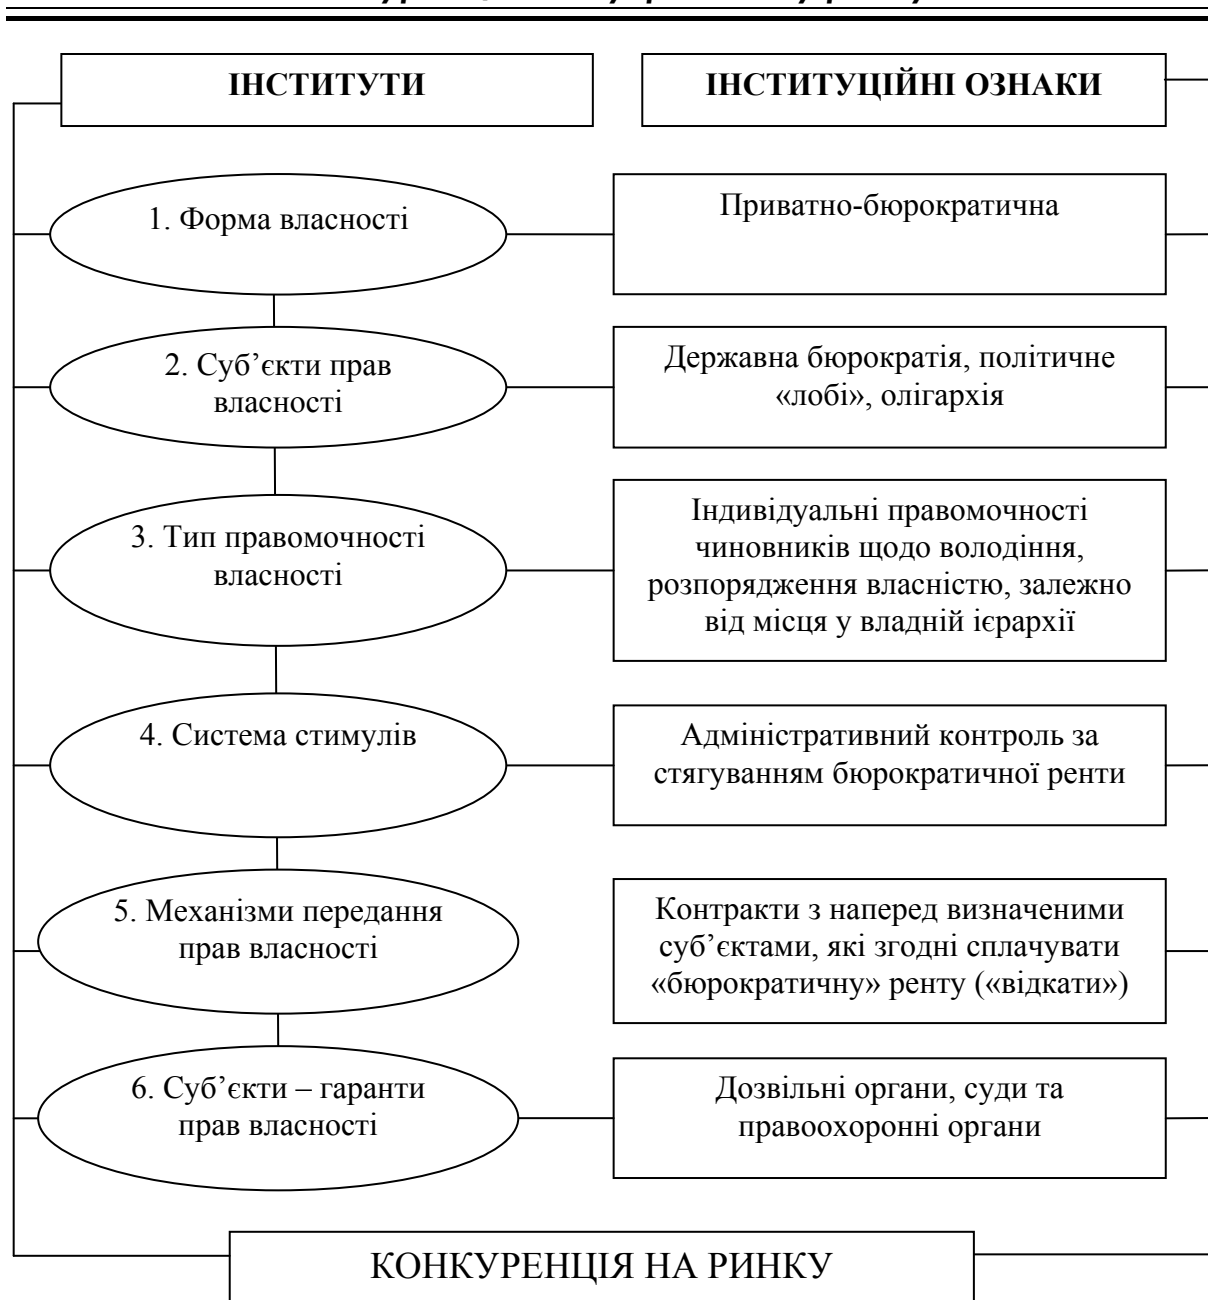 ІНСТИТУТИ
ІНСТИТУЦІЙНІ ОЗНАКИ
1. Форма власності
Приватно-бюрократична
2. Суб’єкти прав
власності
Державна бюрократія, політичне
«лобі», олігархія
3. Тип правомочності
власності
Індивідуальні правомочності
чиновників щодо володіння,
розпорядження власністю, залежно
від місця у владній ієрархії
4. Система стимулів
Адміністративний контроль за
стягуванням бюрократичної ренти
5. Механізми передання
прав власності
Контракти з наперед визначеними
суб’єктами, які згодні сплачувати
«бюрократичну» ренту («відкати»)
6. Суб’єкти – гаранти
прав власності
Дозвільні органи, суди та
правоохоронні органи
КОНКУРЕНЦІЯ НА РИНКУ